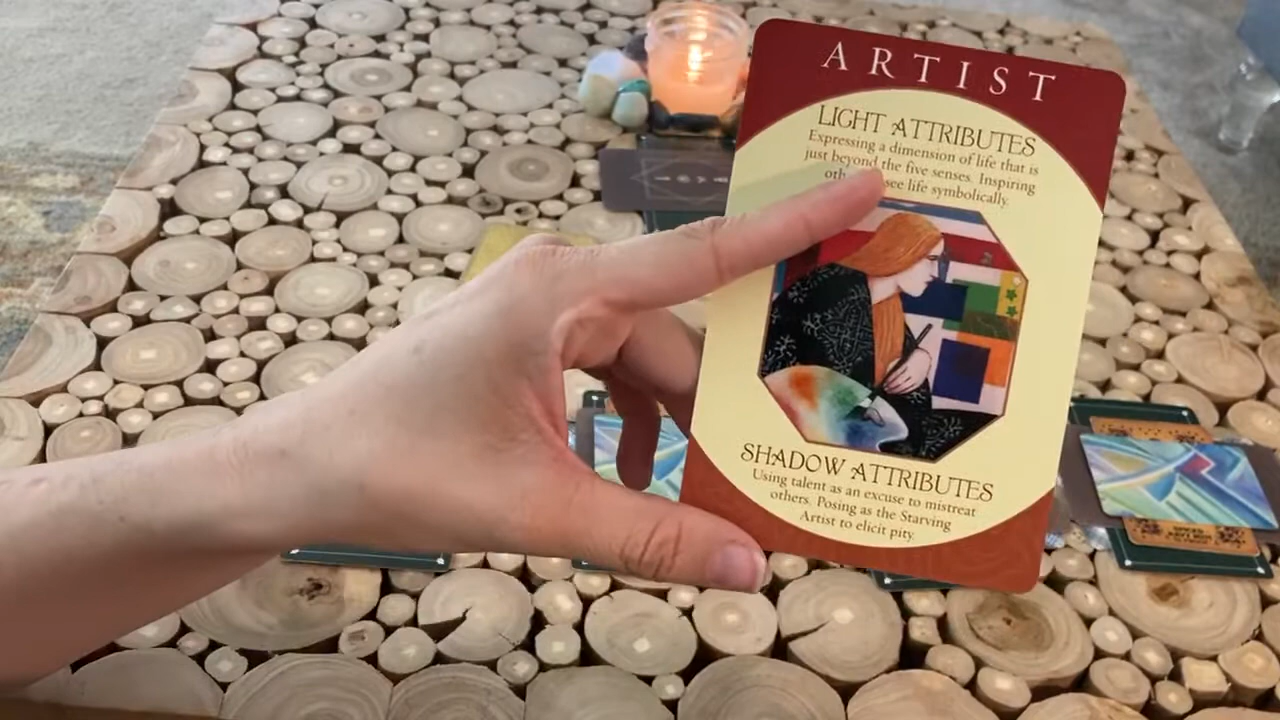 ARTIST
LIGHT ATTRIBUTES
Expressing a dimension of life that is
just beyond the five senses. Inspiring
see life symbolically.
SHADOW ATTRIBUTES
Using talent as an excuse to mistreat
others. Posing as the Starving
Artist to elicit pity.